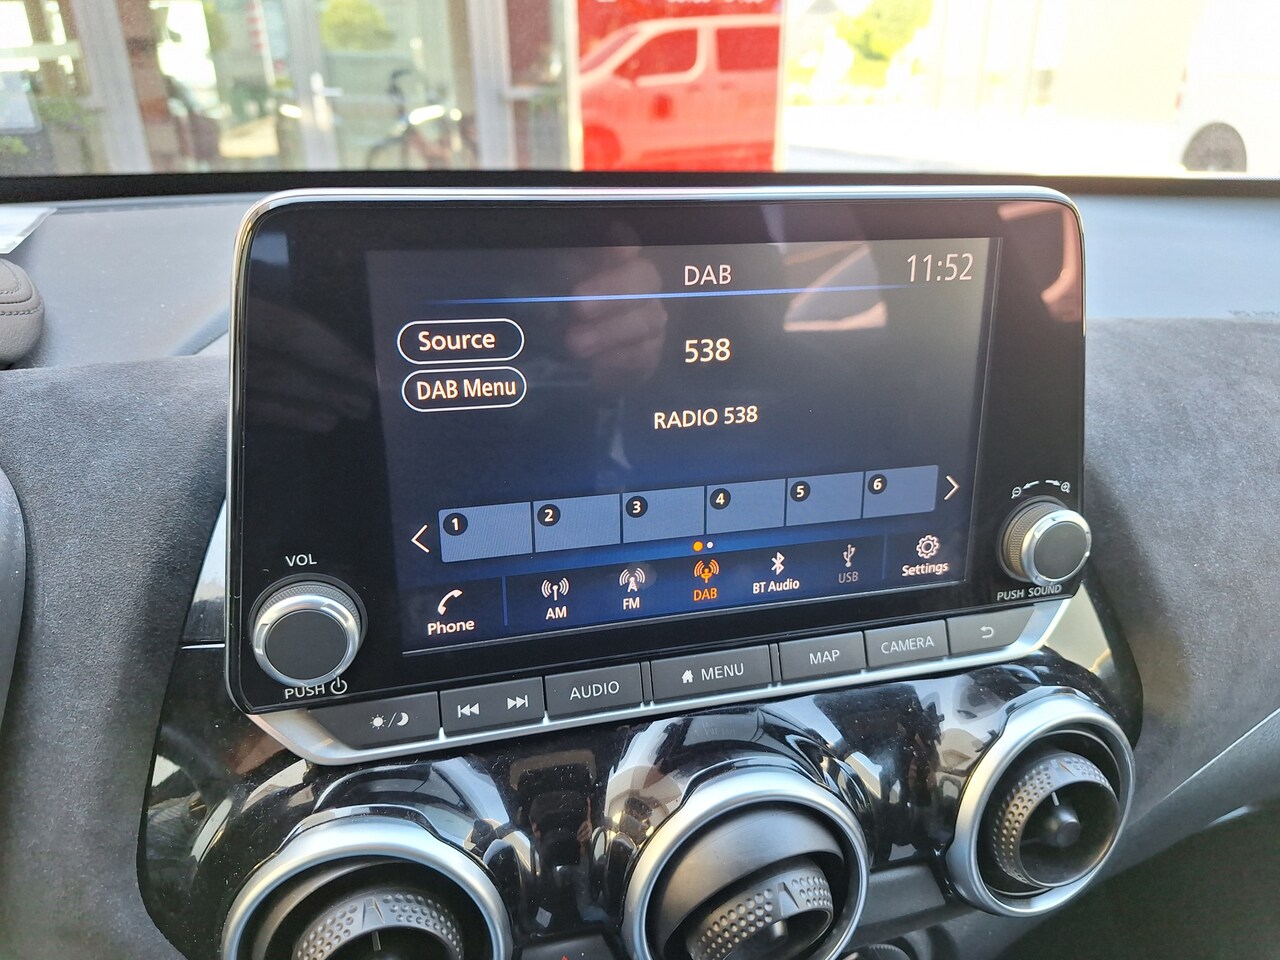 DAB
11:52
Source
538
DAB Menu
RADIO 538
1 2 3 4 5 6
Phone AM FM DAB BT Audio USB Settings
VOL
PUSH
PUSH SOUND
AUDIO MENU MAP CAMERA